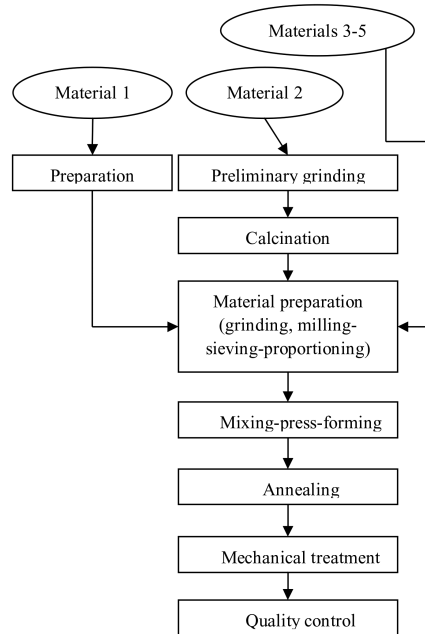 Materials 3-5
Material 1
Material 2
Preparation
Preliminary grinding
Calcination
Material preparation
(grinding, milling-
sieving-proportioning)
Mixing-press-forming
Annealing
Mechanical treatment
Quality control